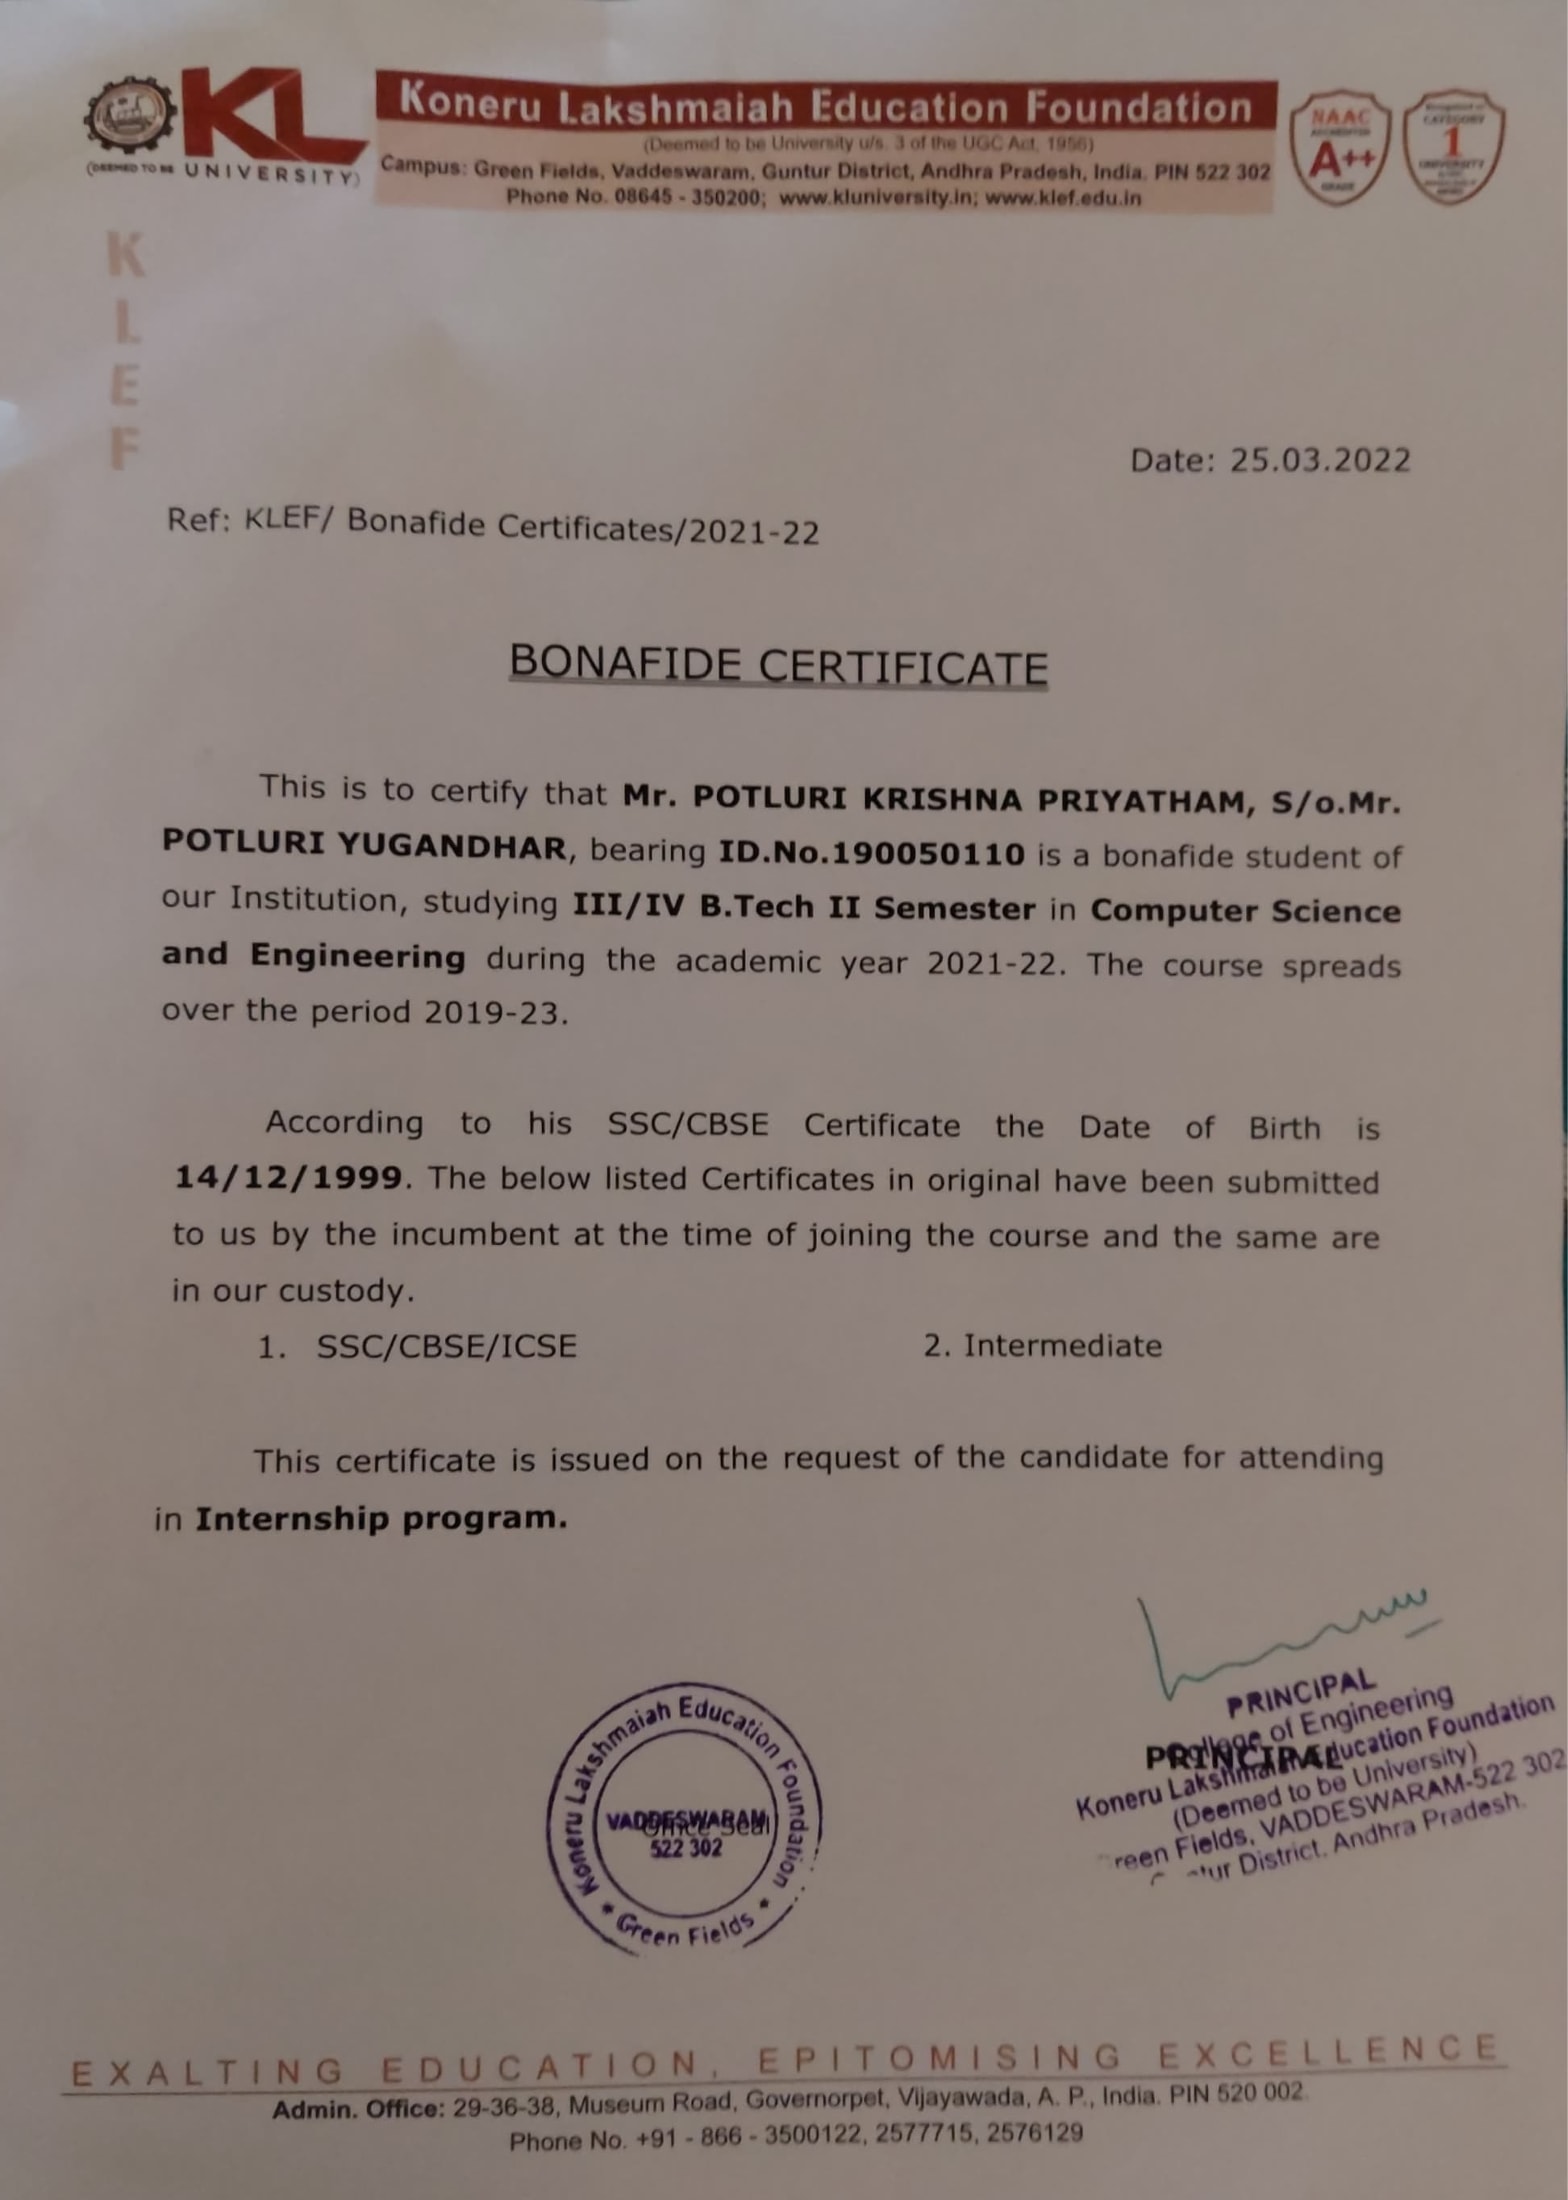 KL
(DEEMED TO BE UNIVERSITY)
Koneru Lakshmaiah Education Foundation
(Deemed to be University u/s. 3 of the UGC Act, 1956)
Campus: Green Fields, Vaddeswaram, Guntur District, Andhra Pradesh, India. PIN 522 302
Phone No. 08645 - 350200; www.kluniversity.in; www.klef.edu.in
NAAC
A++
GRADE
CATEGORY
1
UNIVERSITY
K
L
E
F
Date: 25.03.2022
Ref: KLEF/ Bonafide Certificates/2021-22
BONAFIDE CERTIFICATE
This is to certify that Mr. POTLURI KRISHNA PRIYATHAM, S/o.Mr.
POTLURI YUGANDHAR, bearing ID.No.190050110 is a bonafide student of
our Institution, studying III/IV B.Tech II Semester in Computer Science
and Engineering during the academic year 2021-22. The course spreads
over the period 2019-23.
According to his SSC/CBSE Certificate the Date of Birth is
14/12/1999. The below listed Certificates in original have been submitted
to us by the incumbent at the time of joining the course and the same are
in our custody.
1. SSC/CBSE/ICSE 2. Intermediate
This certificate is issued on the request of the candidate for attending
in Internship program.
Koneru Lakshmaiah Education Foundation
* Green Fields *
VADDESWARAM
Office Seal
522 302
PRINCIPAL
College of Engineering
PRINCIPAL
Koneru Lakshmaiah Education Foundation
(Deemed to be University)
reen Fields, VADDESWARAM-522 302
tur District. Andhra Pradesh.
EXALTING EDUCATION, EPITOMISING EXCELLENCE
Admin. Office: 29-36-38, Museum Road, Governorpet, Vijayawada, A. P., India. PIN 520 002.
Phone No. +91 - 866 - 3500122, 2577715, 2576129